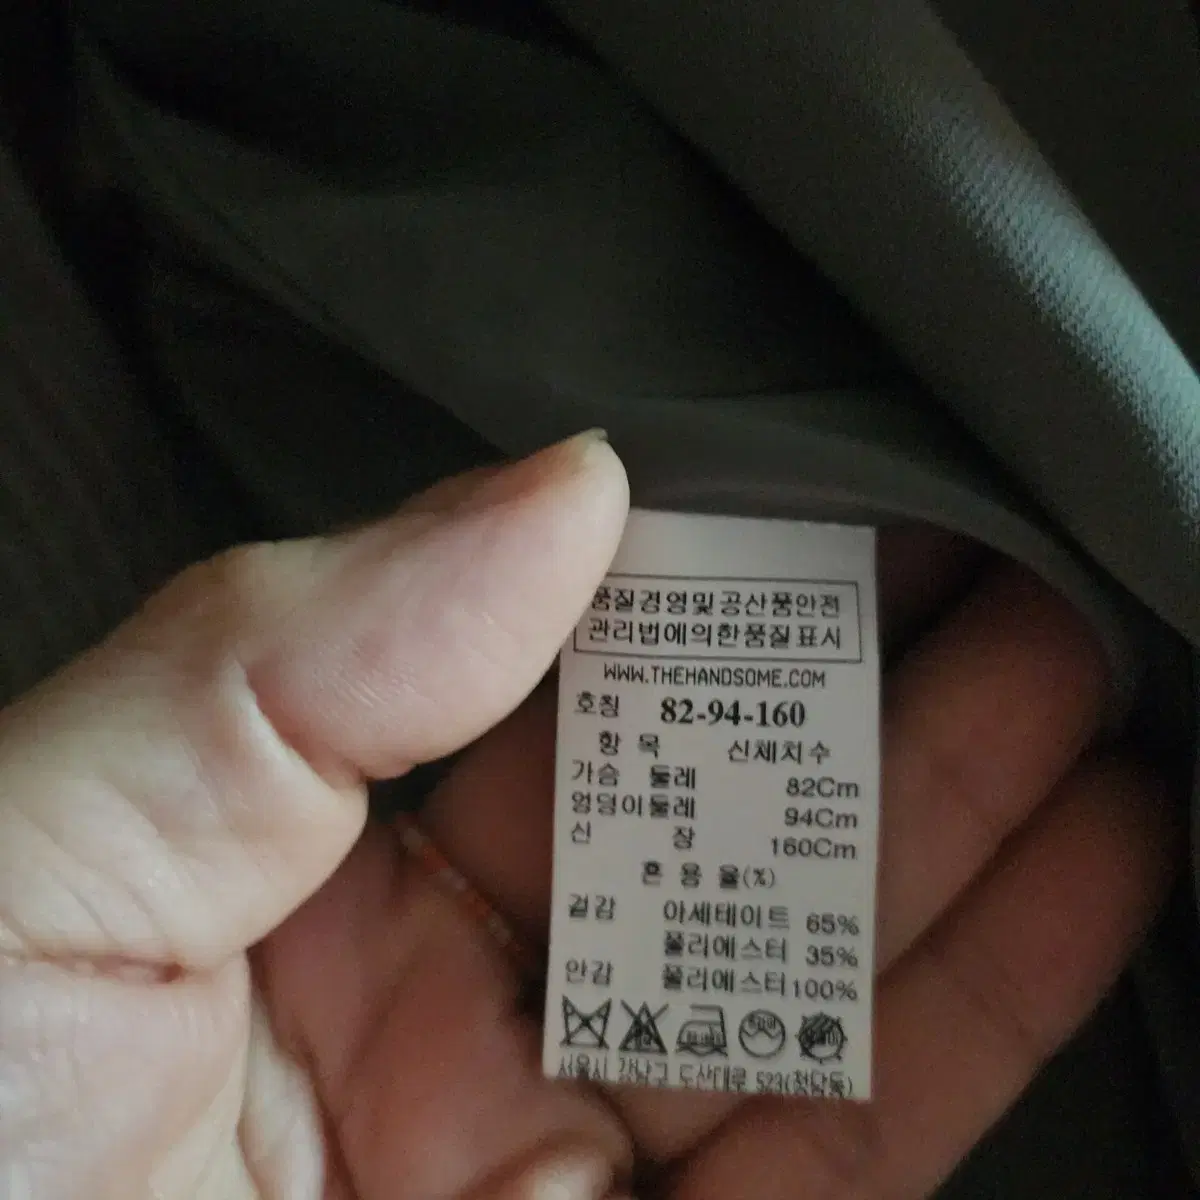 품질경영및공산품안전
관리법에의한품질표시
WWW.THEHANDSOME.COM
호칭 82-94-160
항 목 신체치수
가슴 둘레 82Cm
엉덩이둘레 94Cm
신 장 160Cm
혼 용 율(%)
겉감 아세테이트 65%
폴리에스터 35%
안감 폴리에스터100%
서울시 강남구 도산대로 523(청담동)